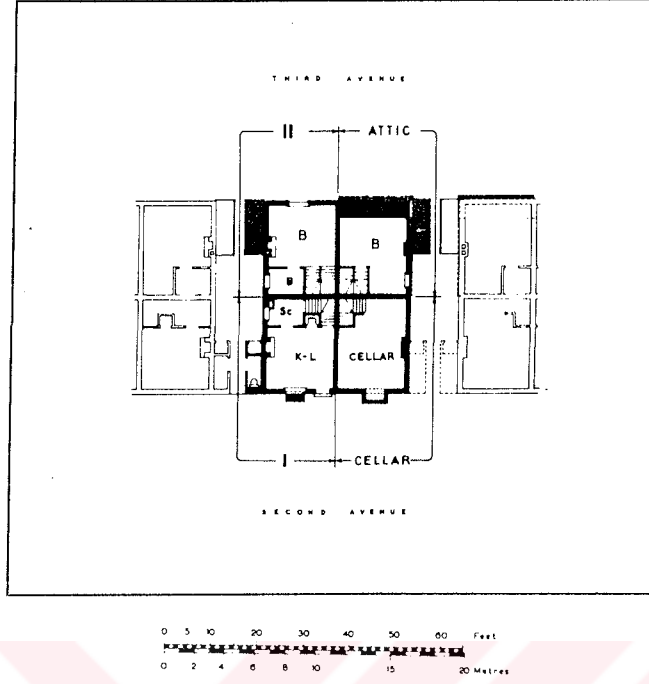 THIRD AVENUE
II ATTIC
B
B
B
Sc
K-L CELLAR
I CELLAR
SECOND AVENUE
0 5 10 20 30 40 50 60 Feet
0 2 4 6 8 10 15 20 Metres